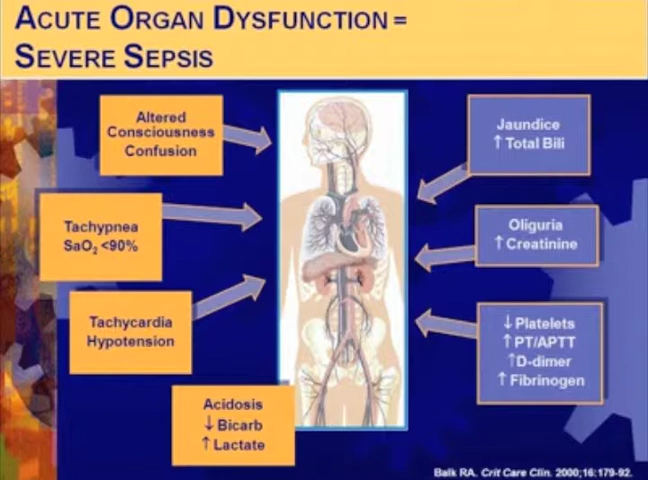 ACUTE ORGAN DYSFUNCTION =
SEVERE SEPSIS
Altered
Consciousness
Confusion
Tachypnea
SaO₂ <90%
Tachycardia
Hypotension
Acidosis
↓ Bicarb
↑ Lactate
Jaundice
↑ Total Bili
Oliguria
↑ Creatinine
↓ Platelets
↑ PT/APTT
↑D-dimer
↑ Fibrinogen
Balk RA. Crit Care Clin. 2000;16:179-92.